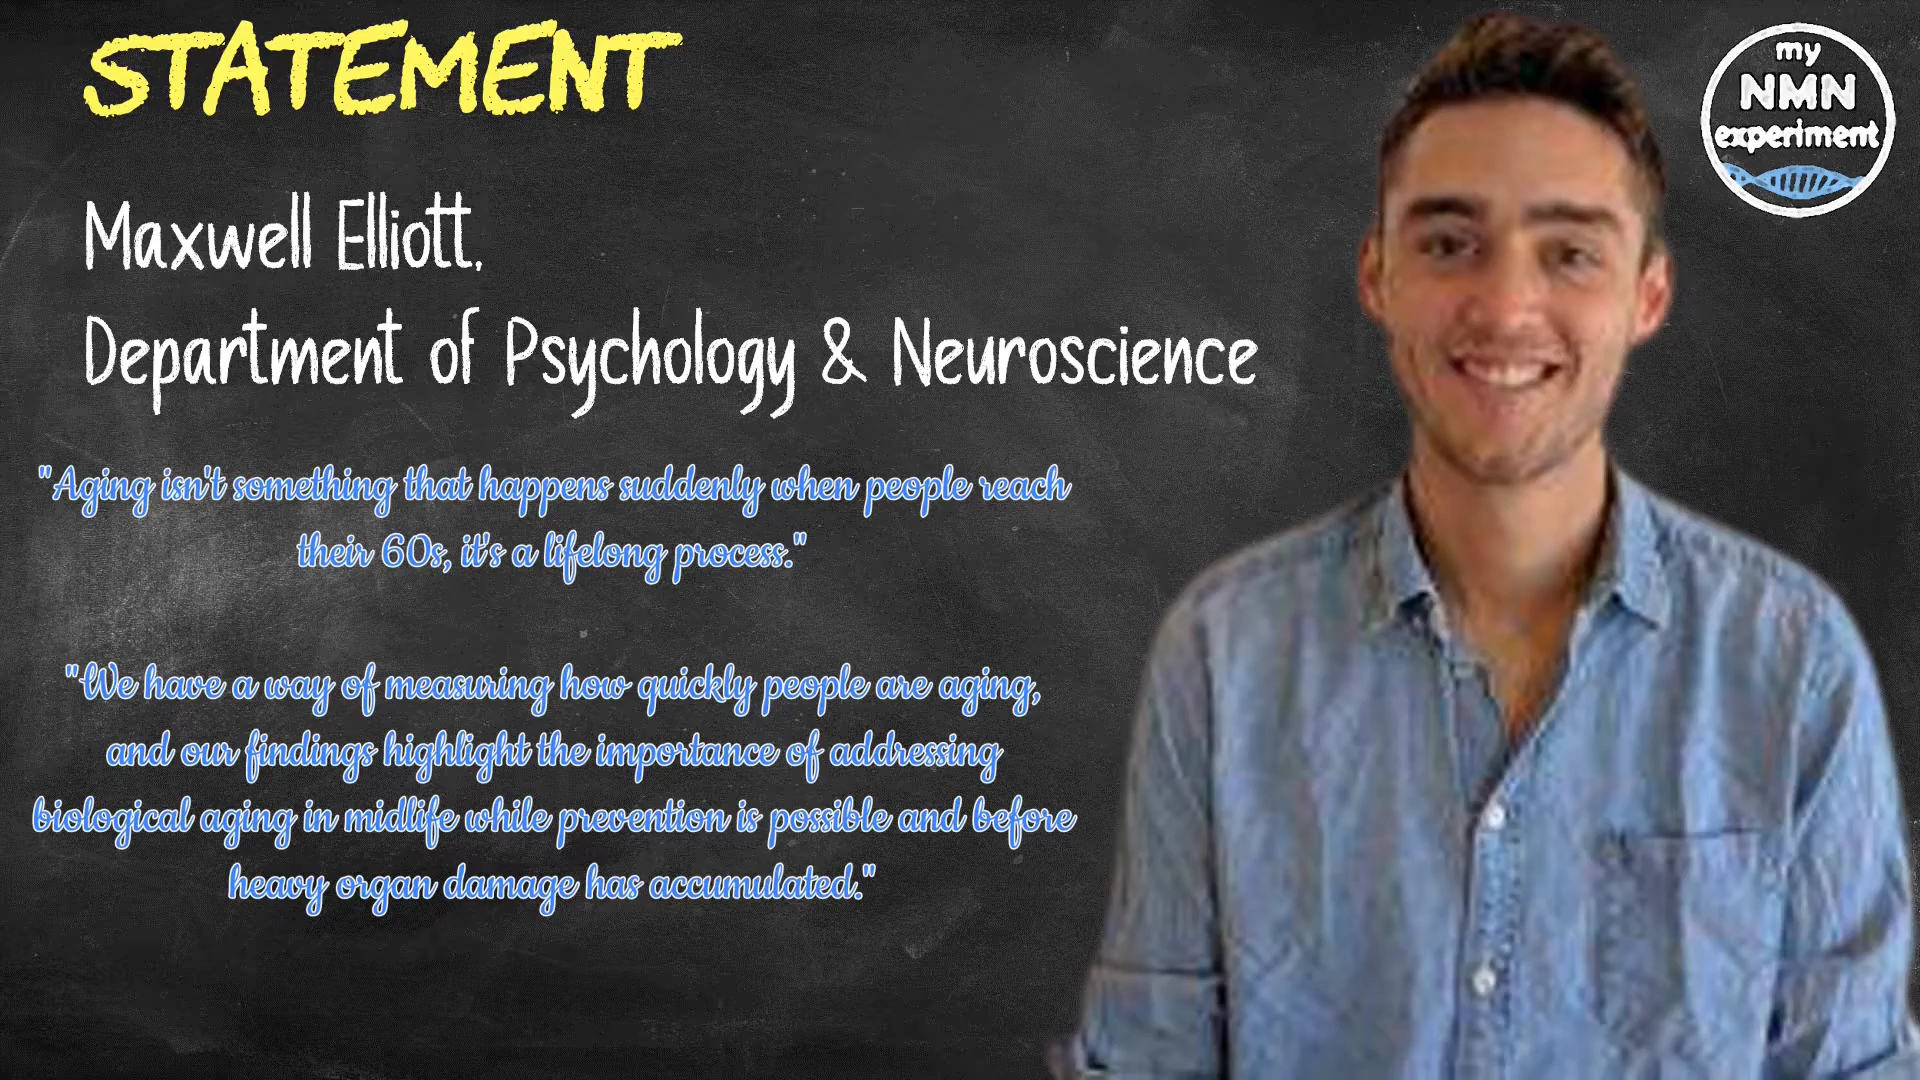 STATEMENT
my
NMN
experiment
Maxwell Elliott,
Department of Psychology & Neuroscience
"Aging isn't something that happens suddenly when people reach
their 60s, it's a lifelong process."
"We have a way of measuring how quickly people are aging,
and our findings highlight the importance of addressing
biological aging in midlife while prevention is possible and before
heavy organ damage has accumulated."